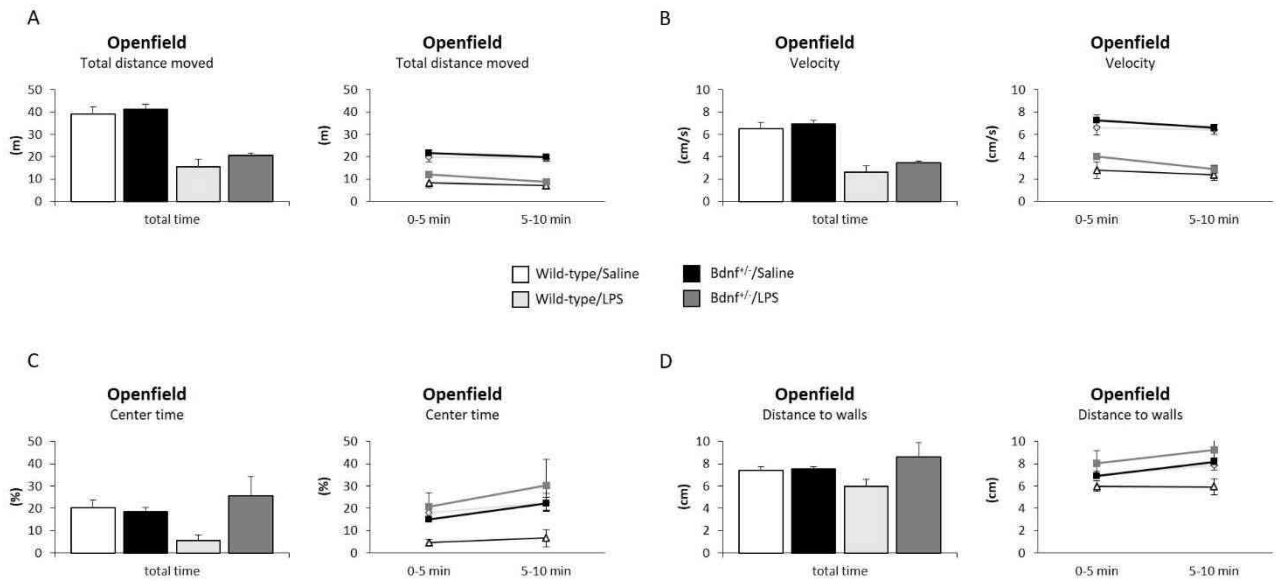 A
Openfield
Total distance moved
50
40
30
20
10
0
(m)
total time
Openfield
Total distance moved
50
40
30
20
10
0
(m)
0-5 min 5-10 min
B
Openfield
Velocity
10
8
6
4
2
0
(cm/s)
total time
Openfield
Velocity
10
8
6
4
2
0
(cm/s)
0-5 min 5-10 min
Wild-type/Saline Bdnf+/-/Saline
Wild-type/LPS Bdnf+/-/LPS
C
Openfield
Center time
50
40
30
20
10
0
(%)
total time
Openfield
Center time
50
40
30
20
10
0
(%)
0-5 min 5-10 min
D
Openfield
Distance to walls
10
8
6
4
2
0
(cm)
total time
Openfield
Distance to walls
10
8
6
4
2
0
(cm)
0-5 min 5-10 min